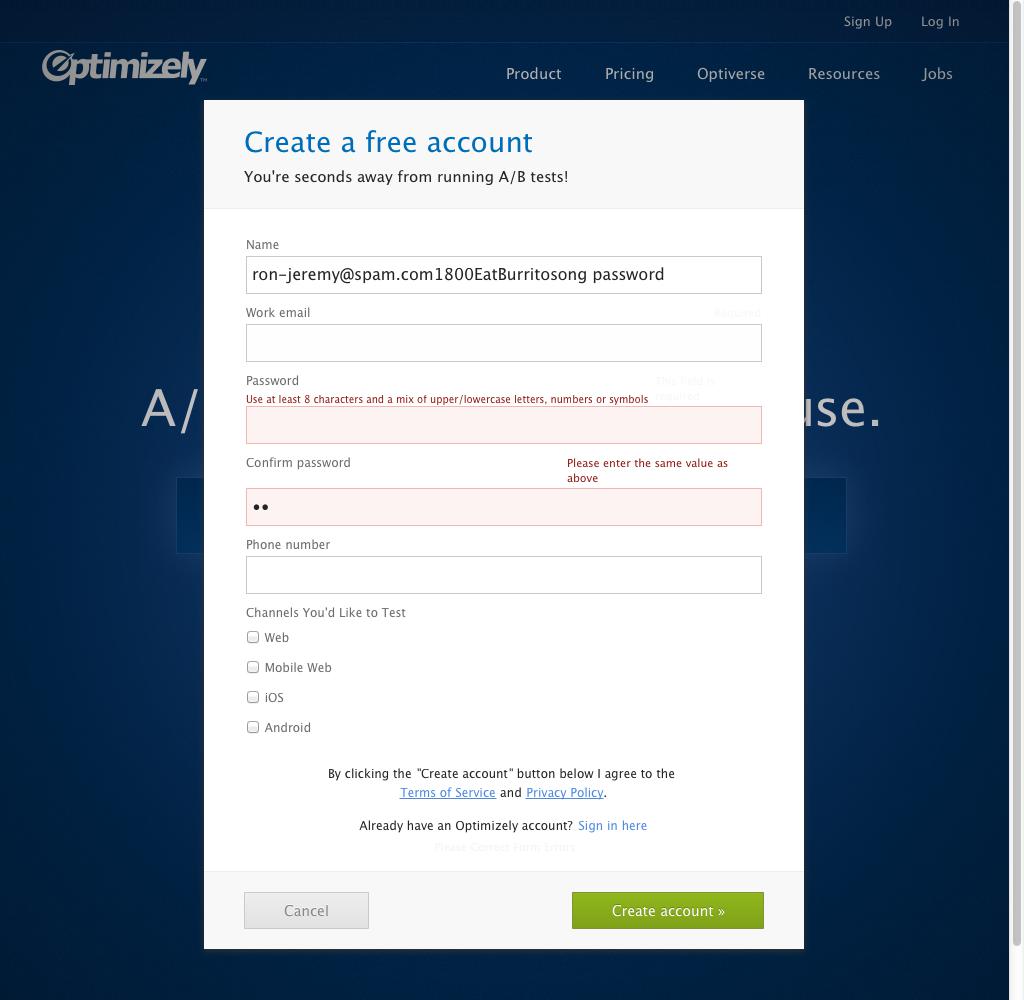 Sign Up Log In
Optimizely™
Product Pricing Optiverse Resources Jobs
Create a free account
You're seconds away from running A/B tests!
Name
ron-jeremy@spam.com1800EatBurritosong password
Work email Required
Password This field is
required
Use at least 8 characters and a mix of upper/lowercase letters, numbers or symbols
A/ use.
Confirm password Please enter the same value as
above
••
Phone number
Channels You'd Like to Test
Web
Mobile Web
iOS
Android
By clicking the "Create account" button below I agree to the
Terms of Service and Privacy Policy.
Already have an Optimizely account? Sign in here
Please Correct Form Errors
Cancel Create account »